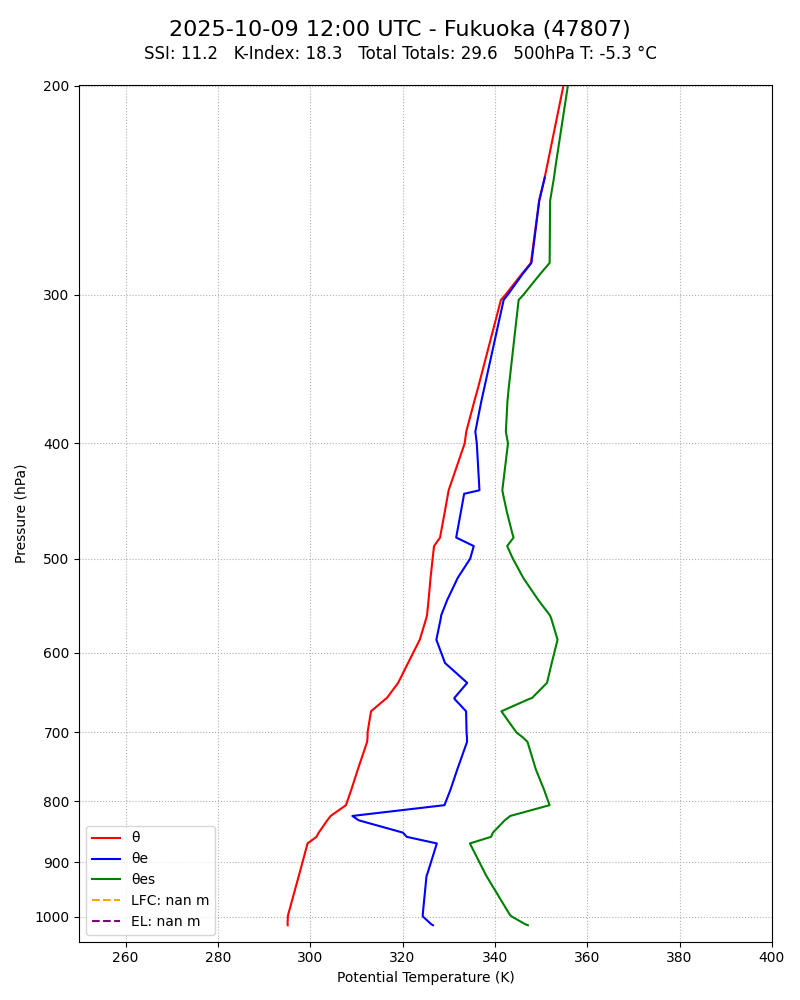 2025-10-09 12:00 UTC - Fukuoka (47807)
SSI: 11.2 K-Index: 18.3 Total Totals: 29.6 500hPa T: -5.3 °C
200
300
400
500
600
700
800
900
1000
Pressure (hPa)
θ
θe
θes
LFC: nan m
EL: nan m
260 280 300 320 340 360 380 400
Potential Temperature (K)